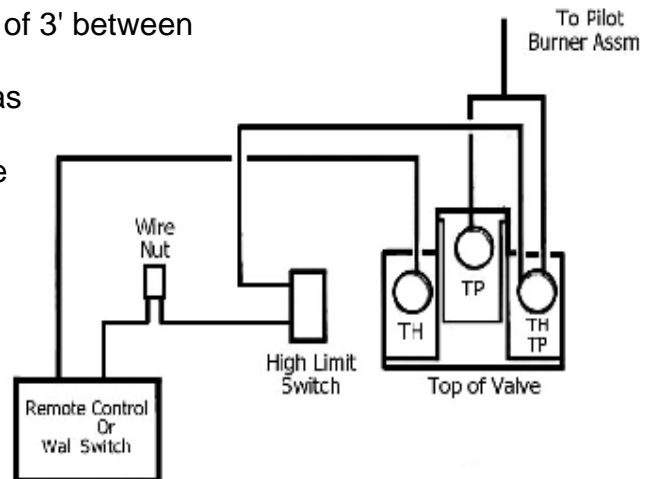 of 3' between
as
e
To Pilot
Burner Assm
Wire
Nut
TH
TP
TH
TP
High Limit
Switch
Top of Valve
Remote Control
Or
Wal Switch